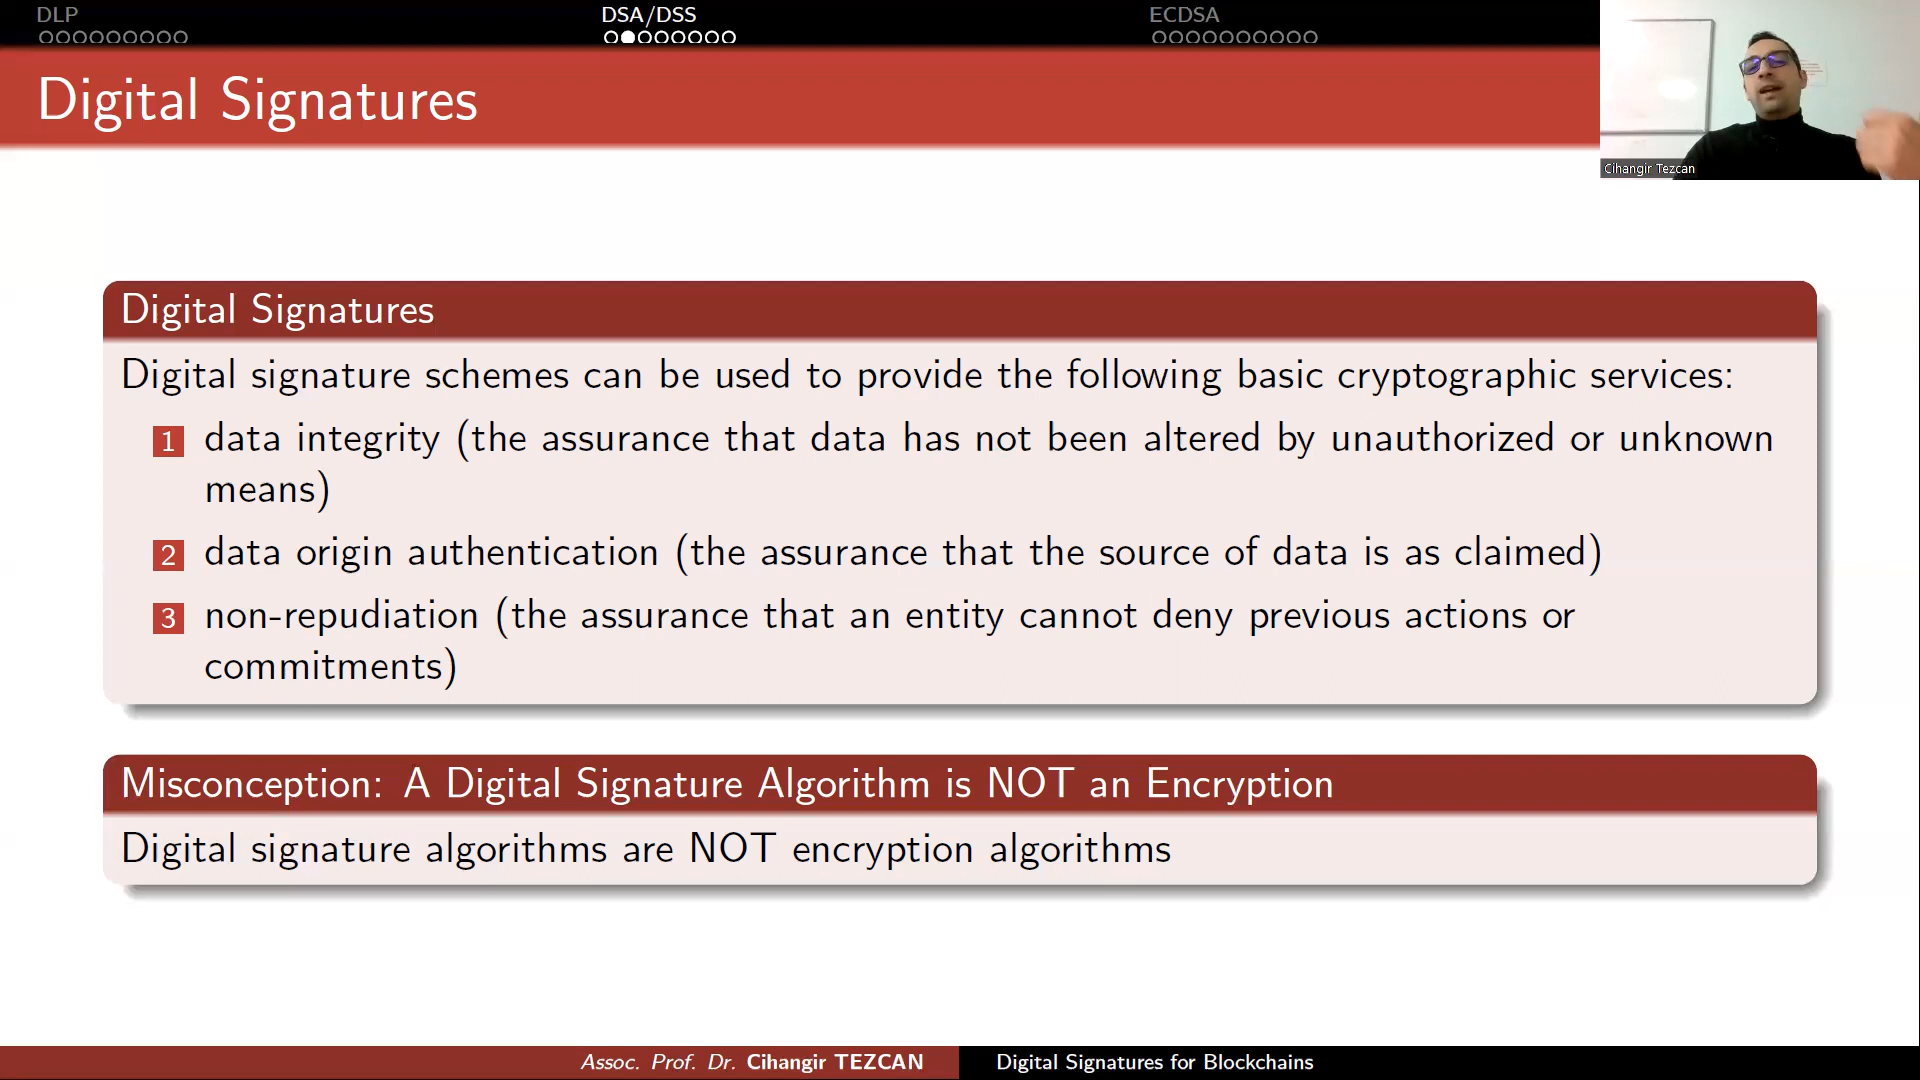 DLP
DSA/DSS
ECDSA
Digital Signatures
Cihangir Tezcan
Digital Signatures
Digital signature schemes can be used to provide the following basic cryptographic services:
1 data integrity (the assurance that data has not been altered by unauthorized or unknown
means)
2 data origin authentication (the assurance that the source of data is as claimed)
3 non-repudiation (the assurance that an entity cannot deny previous actions or
commitments)
Misconception: A Digital Signature Algorithm is NOT an Encryption
Digital signature algorithms are NOT encryption algorithms
Assoc. Prof. Dr. Cihangir TEZCAN
Digital Signatures for Blockchains